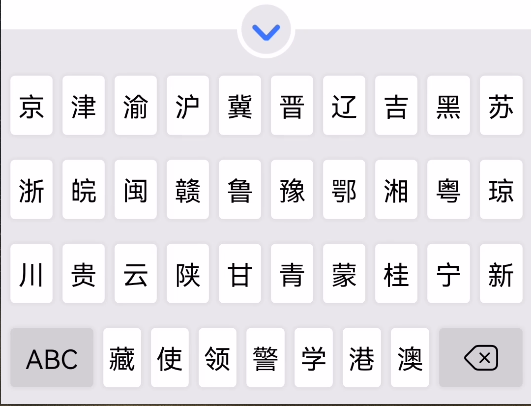 京 津 渝 沪 冀 晋 辽 吉 黑 苏
浙 皖 闽 赣 鲁 豫 鄂 湘 粤 琼
川 贵 云 陕 甘 青 蒙 桂 宁 新
ABC 藏 使 领 警 学 港 澳